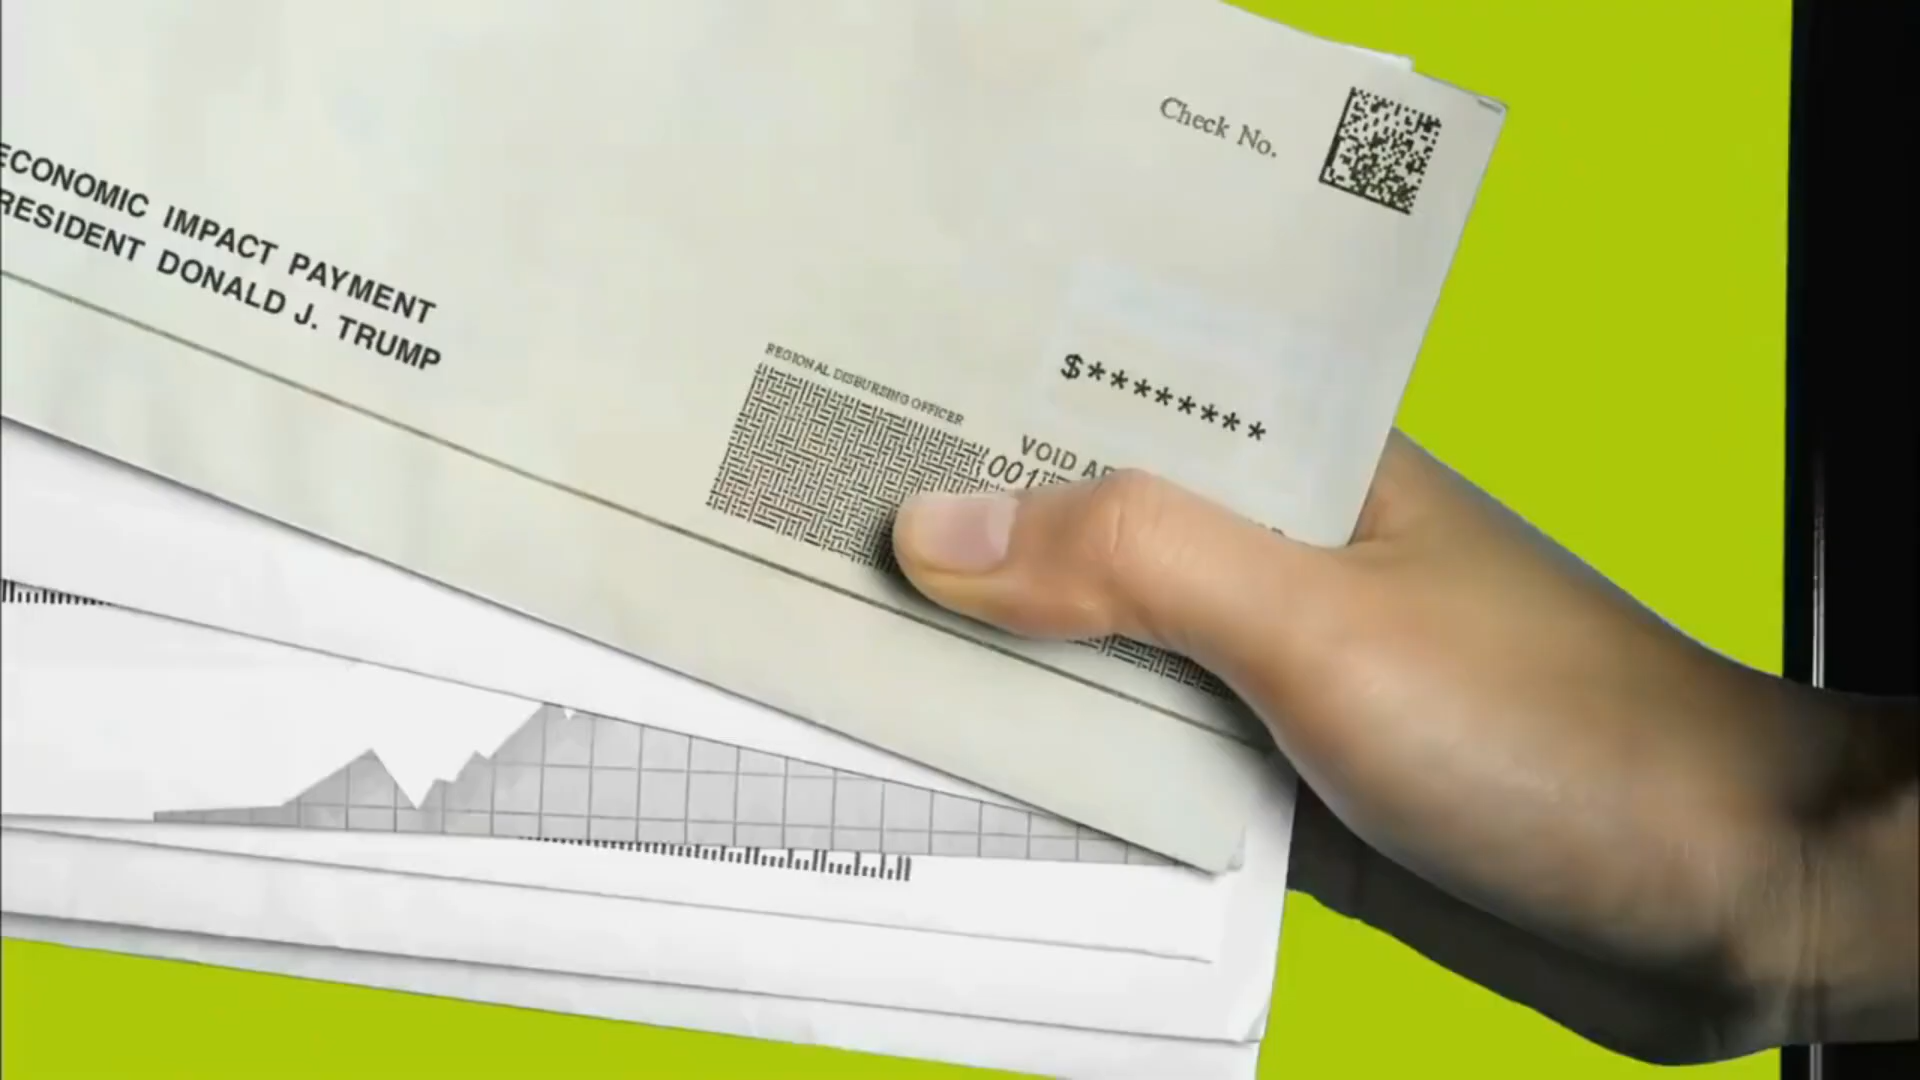 Check No.
ECONOMIC IMPACT PAYMENT
RESIDENT DONALD J. TRUMP
REGIONAL DISBURSING OFFICER
$********
VOID
001